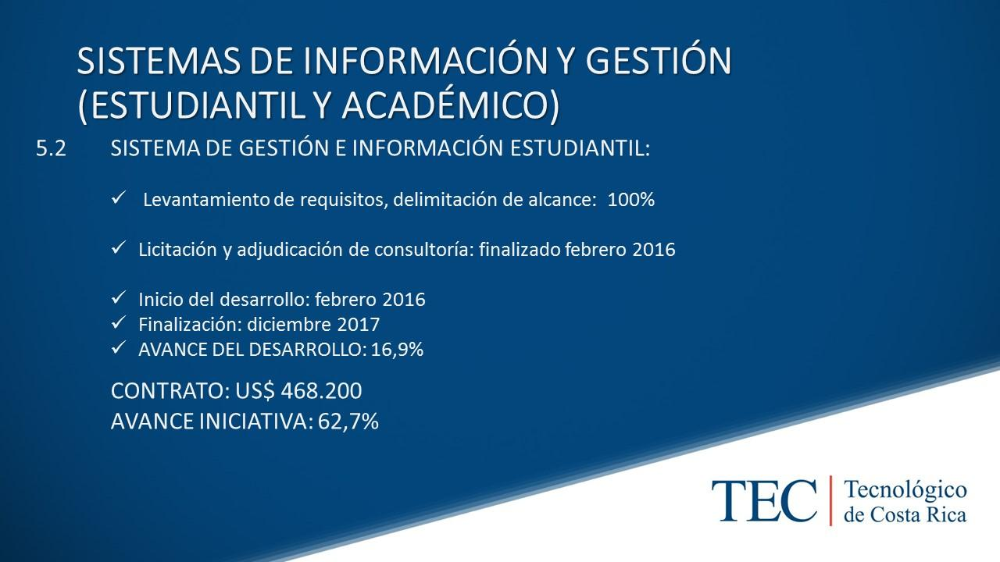 SISTEMAS DE INFORMACIÓN Y GESTIÓN
(ESTUDIANTIL Y ACADÉMICO)
5.2 SISTEMA DE GESTIÓN E INFORMACIÓN ESTUDIANTIL:
✓ Levantamiento de requisitos, delimitación de alcance: 100%
✓ Licitación y adjudicación de consultoría: finalizado febrero 2016
✓ Inicio del desarrollo: febrero 2016
✓ Finalización: diciembre 2017
✓ AVANCE DEL DESARROLLO: 16,9%
CONTRATO: US$ 468.200
AVANCE INICIATIVA: 62,7%
TEC | Tecnológico
de Costa Rica